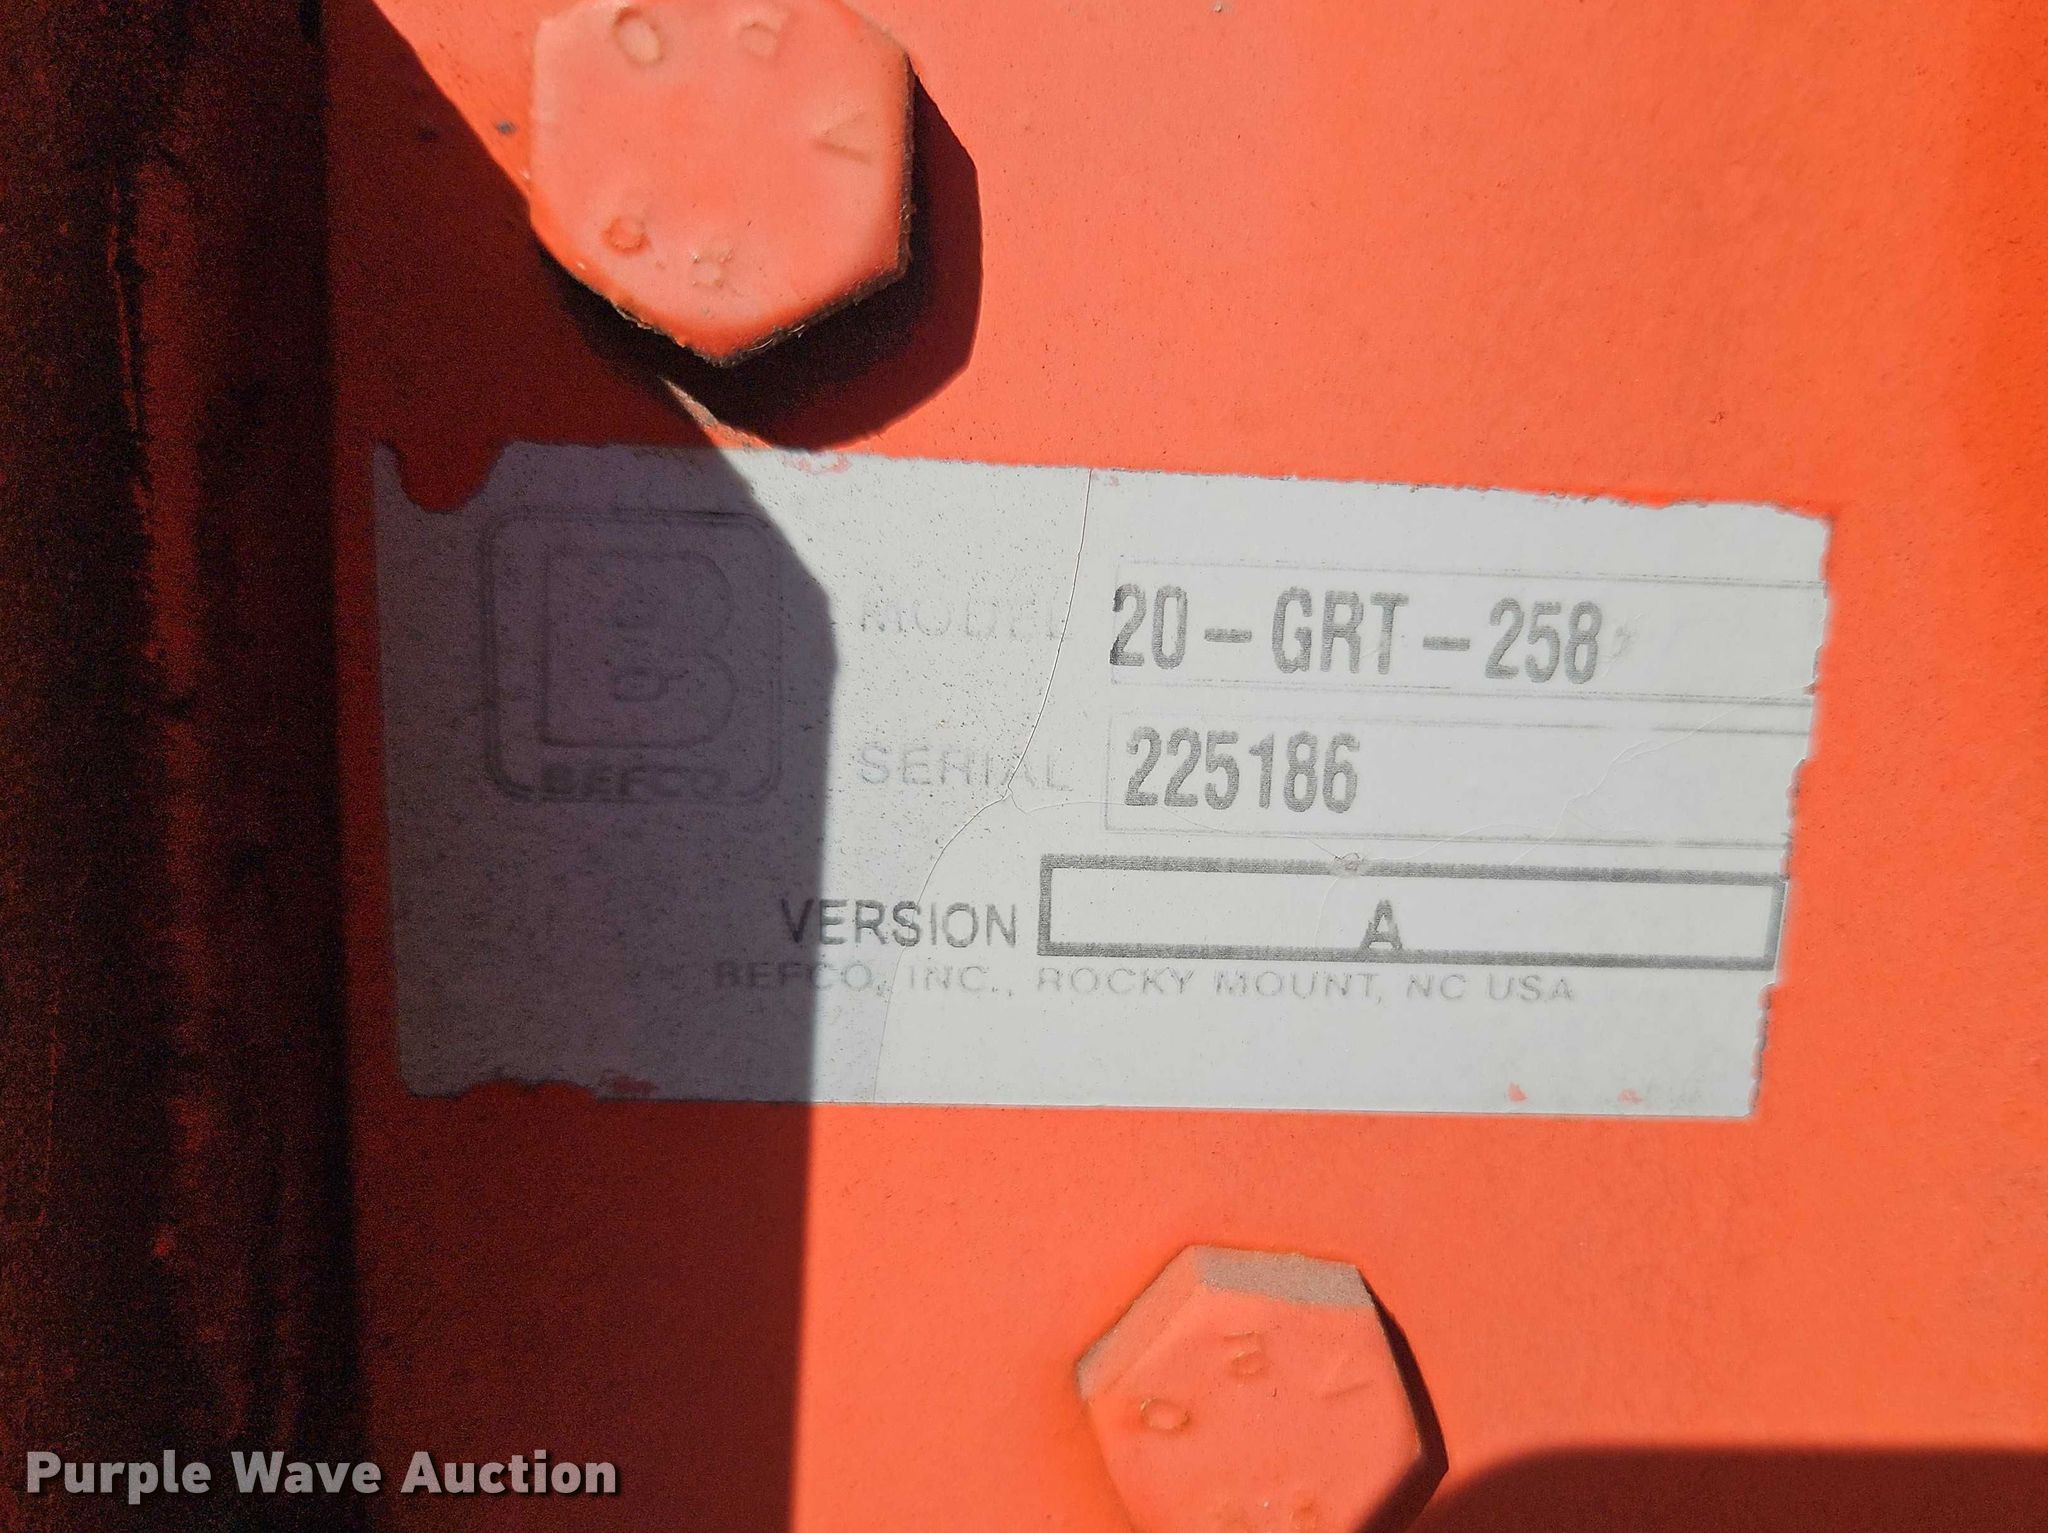 B
BEFCO
MODEL 20-GRT-258
SERIAL 225186
VERSION A
BEFCO, INC., ROCKY MOUNT, NC USA
Purple Wave Auction